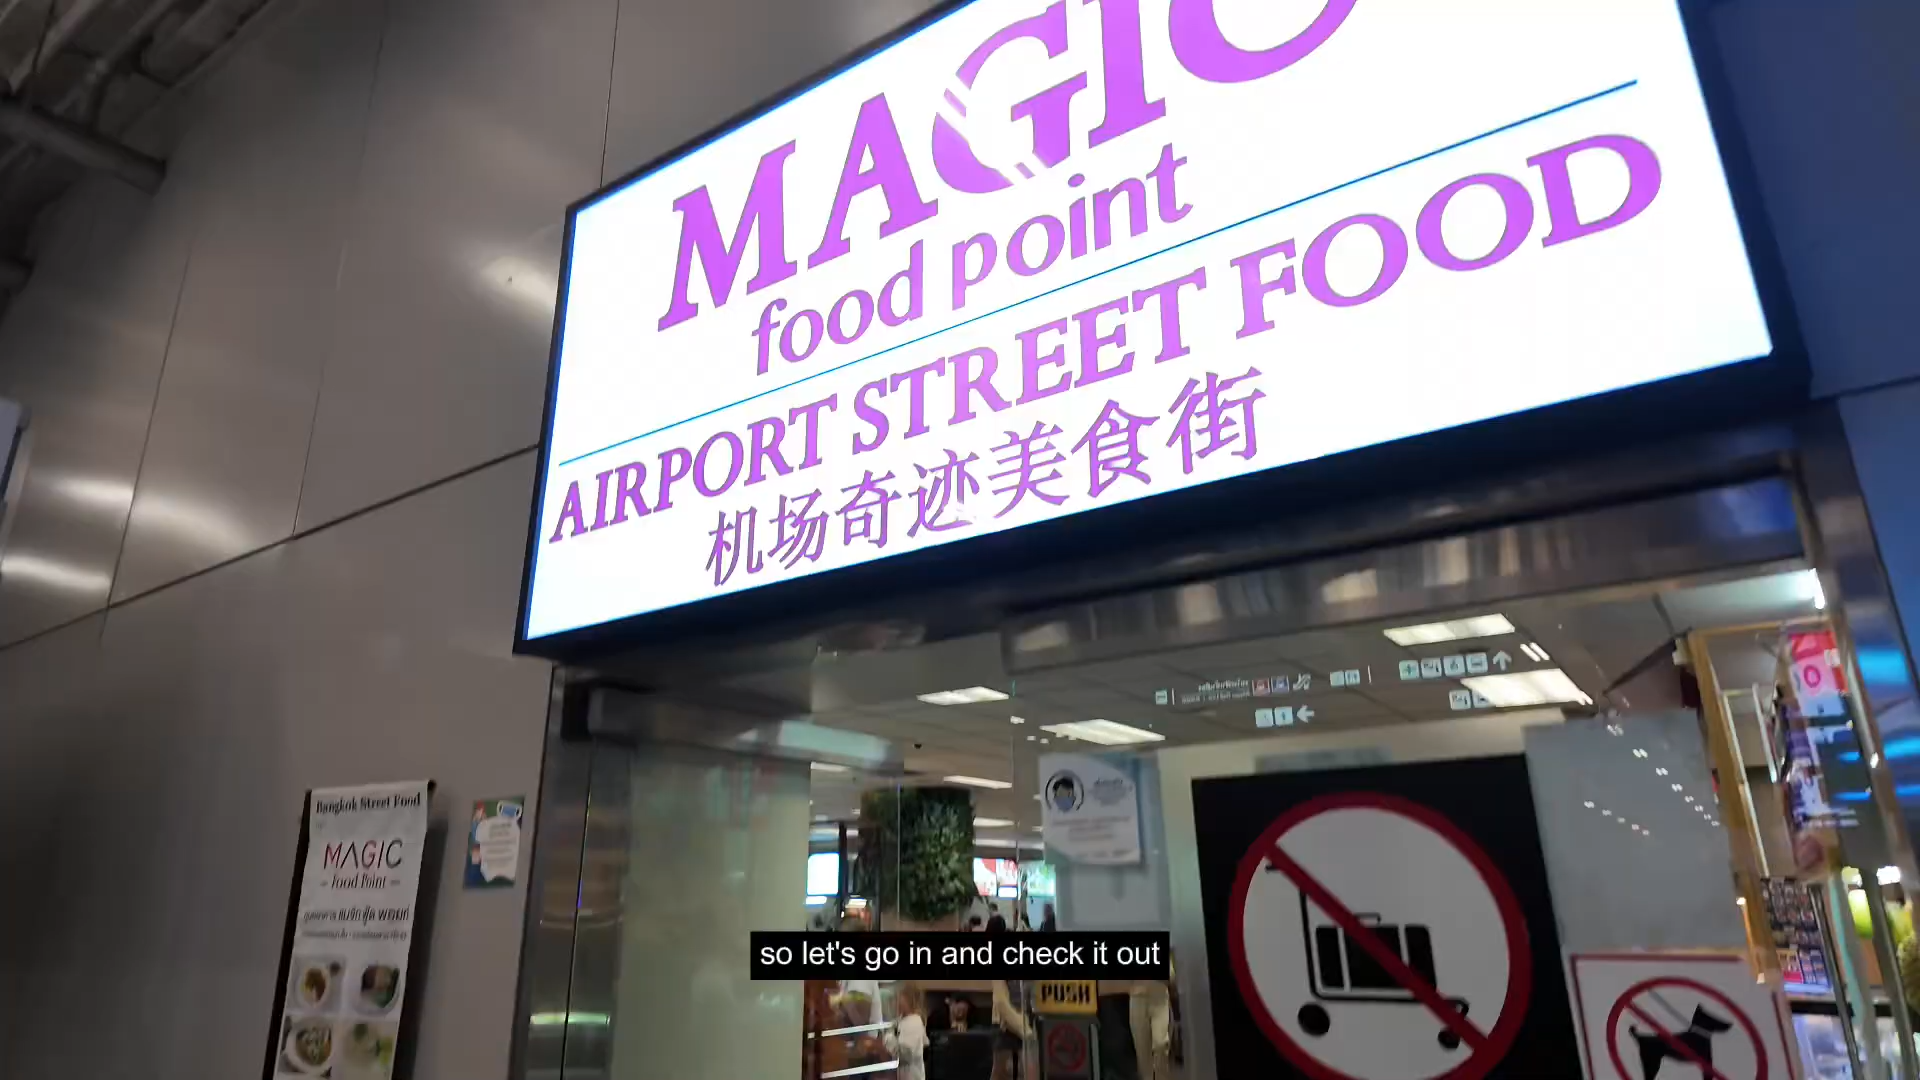 MAGIC
food point
AIRPORT STREET FOOD
机场奇迹美食街
Bangkok Street Food
MAGIC
Food Point
so let's go in and check it out
PUSH